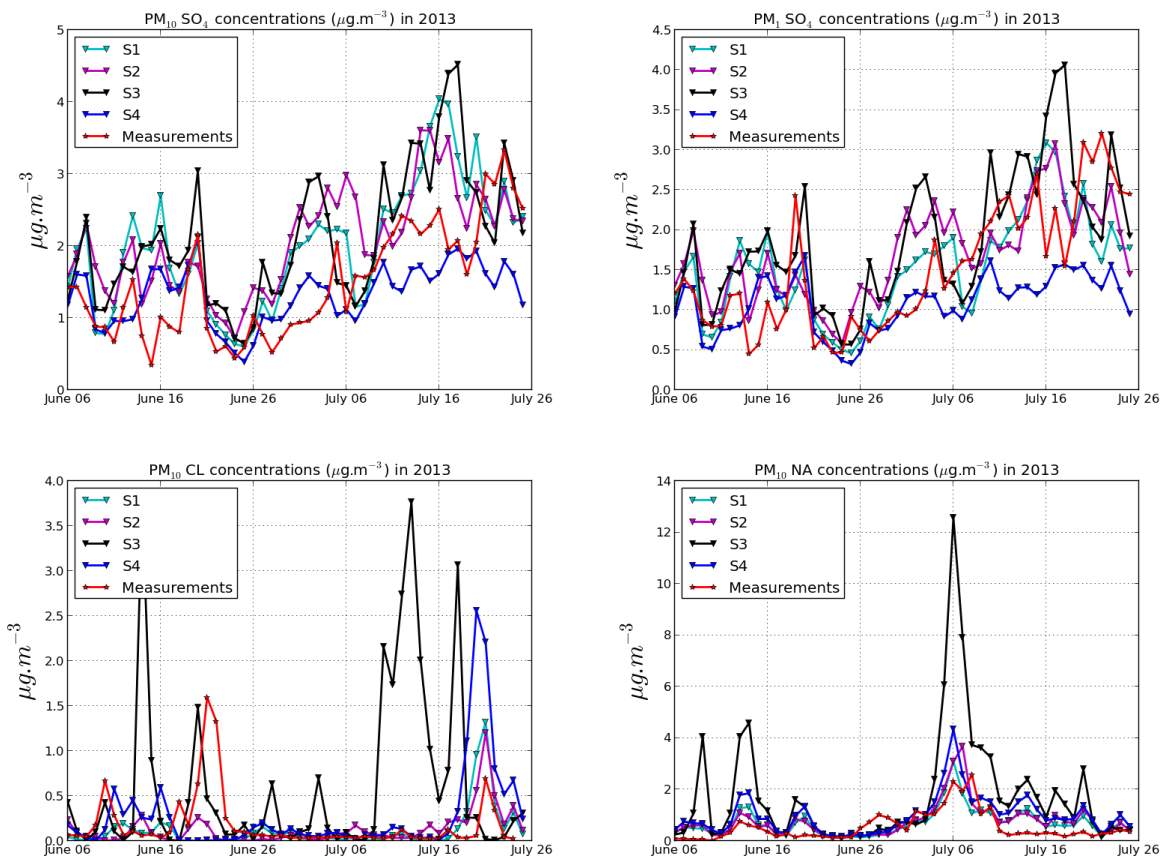 PM₁₀ SO₄ concentrations (μg.m⁻³) in 2013
μg.m⁻³
5
4
3
2
1
0
S1
S2
S3
S4
Measurements
June 06 June 16 June 26 July 06 July 16 July 26
PM₁ SO₄ concentrations (μg.m⁻³) in 2013
μg.m⁻³
4.5
4.0
3.5
3.0
2.5
2.0
1.5
1.0
0.5
0.0
S1
S2
S3
S4
Measurements
June 06 June 16 June 26 July 06 July 16 July 26
PM₁₀ CL concentrations (μg.m⁻³) in 2013
μg.m⁻³
4.0
3.5
3.0
2.5
2.0
1.5
1.0
0.5
0.0
S1
S2
S3
S4
Measurements
June 06 June 16 June 26 July 06 July 16 July 26
PM₁₀ NA concentrations (μg.m⁻³) in 2013
μg.m⁻³
14
12
10
8
6
4
2
0
S1
S2
S3
S4
Measurements
June 06 June 16 June 26 July 06 July 16 July 26